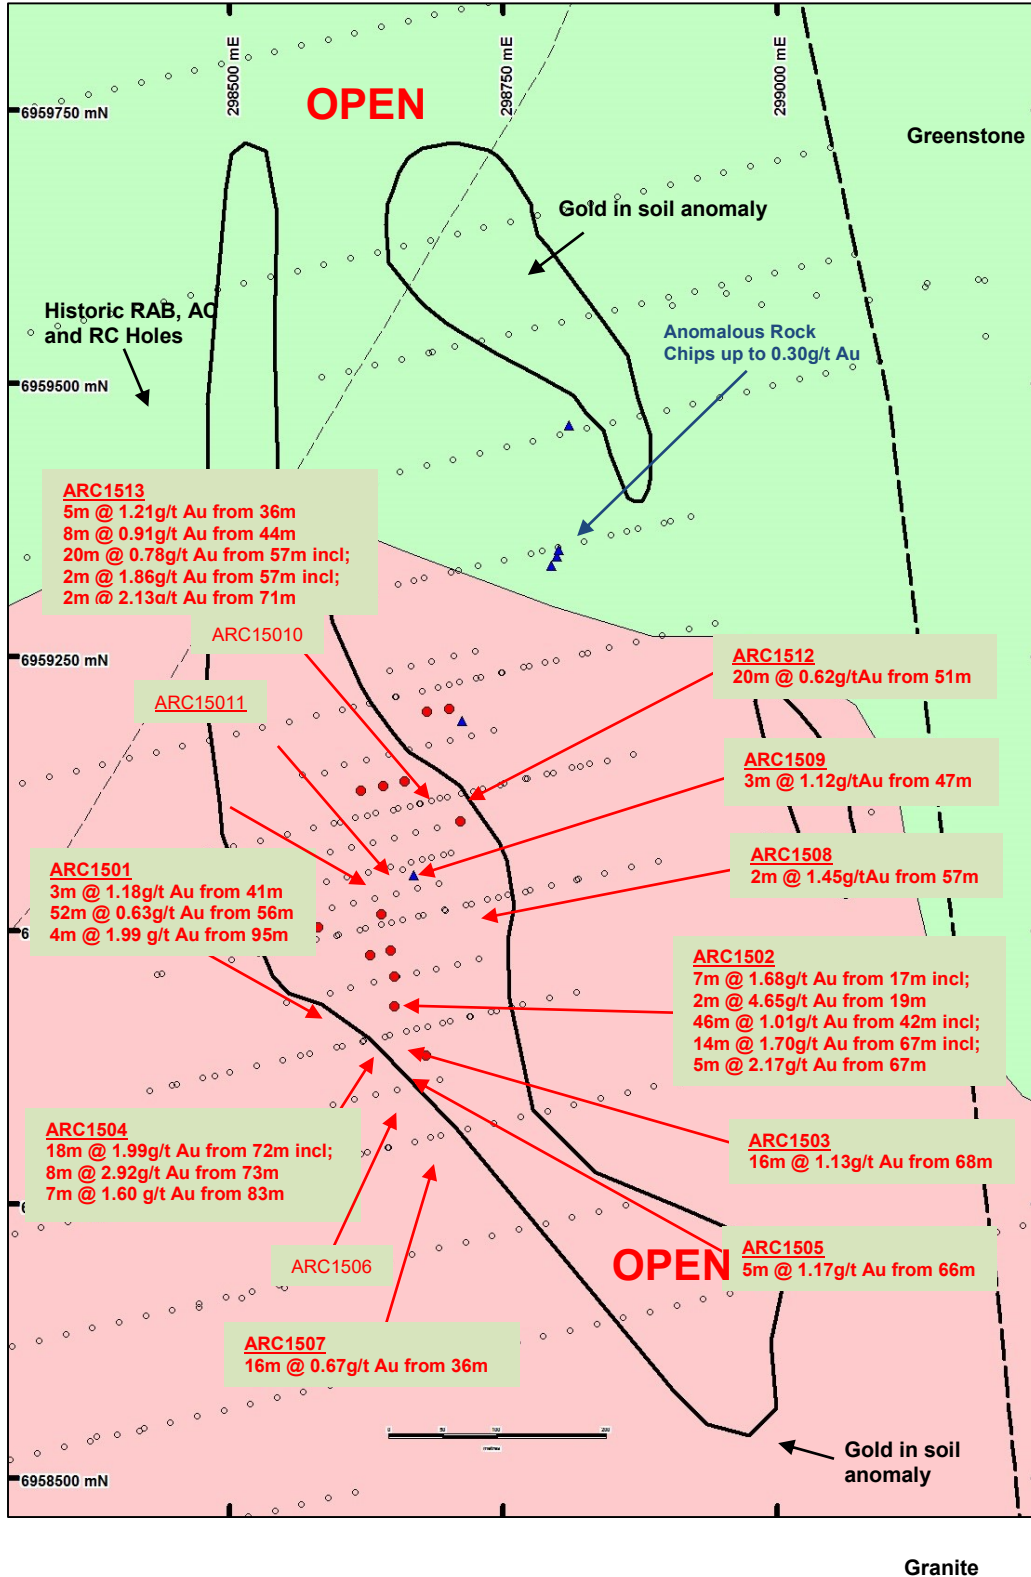 298500 mE
298750 mE
299000 mE
OPEN
6959750 mN
Greenstone
Gold in soil anomaly
Historic RAB, AC
and RC Holes
Anomalous Rock
Chips up to 0.30g/t Au
6959500 mN
ARC1513
5m @ 1.21g/t Au from 36m
8m @ 0.91g/t Au from 44m
20m @ 0.78g/t Au from 57m incl;
2m @ 1.86g/t Au from 57m incl;
2m @ 2.13g/t Au from 71m
ARC15010
6959250 mN
ARC1512
20m @ 0.62g/tAu from 51m
ARC15011
ARC1509
3m @ 1.12g/tAu from 47m
ARC1508
2m @ 1.45g/tAu from 57m
ARC1501
3m @ 1.18g/t Au from 41m
52m @ 0.63g/t Au from 56m
4m @ 1.99 g/t Au from 95m
ARC1502
7m @ 1.68g/t Au from 17m incl;
2m @ 4.65g/t Au from 19m
46m @ 1.01g/t Au from 42m incl;
14m @ 1.70g/t Au from 67m incl;
5m @ 2.17g/t Au from 67m
ARC1504
18m @ 1.99g/t Au from 72m incl;
8m @ 2.92g/t Au from 73m
7m @ 1.60 g/t Au from 83m
ARC1503
16m @ 1.13g/t Au from 68m
ARC1506
OPEN
ARC1505
5m @ 1.17g/t Au from 66m
ARC1507
16m @ 0.67g/t Au from 36m
0 50 100 200
metres
Gold in soil
anomaly
6958500 mN
Granite